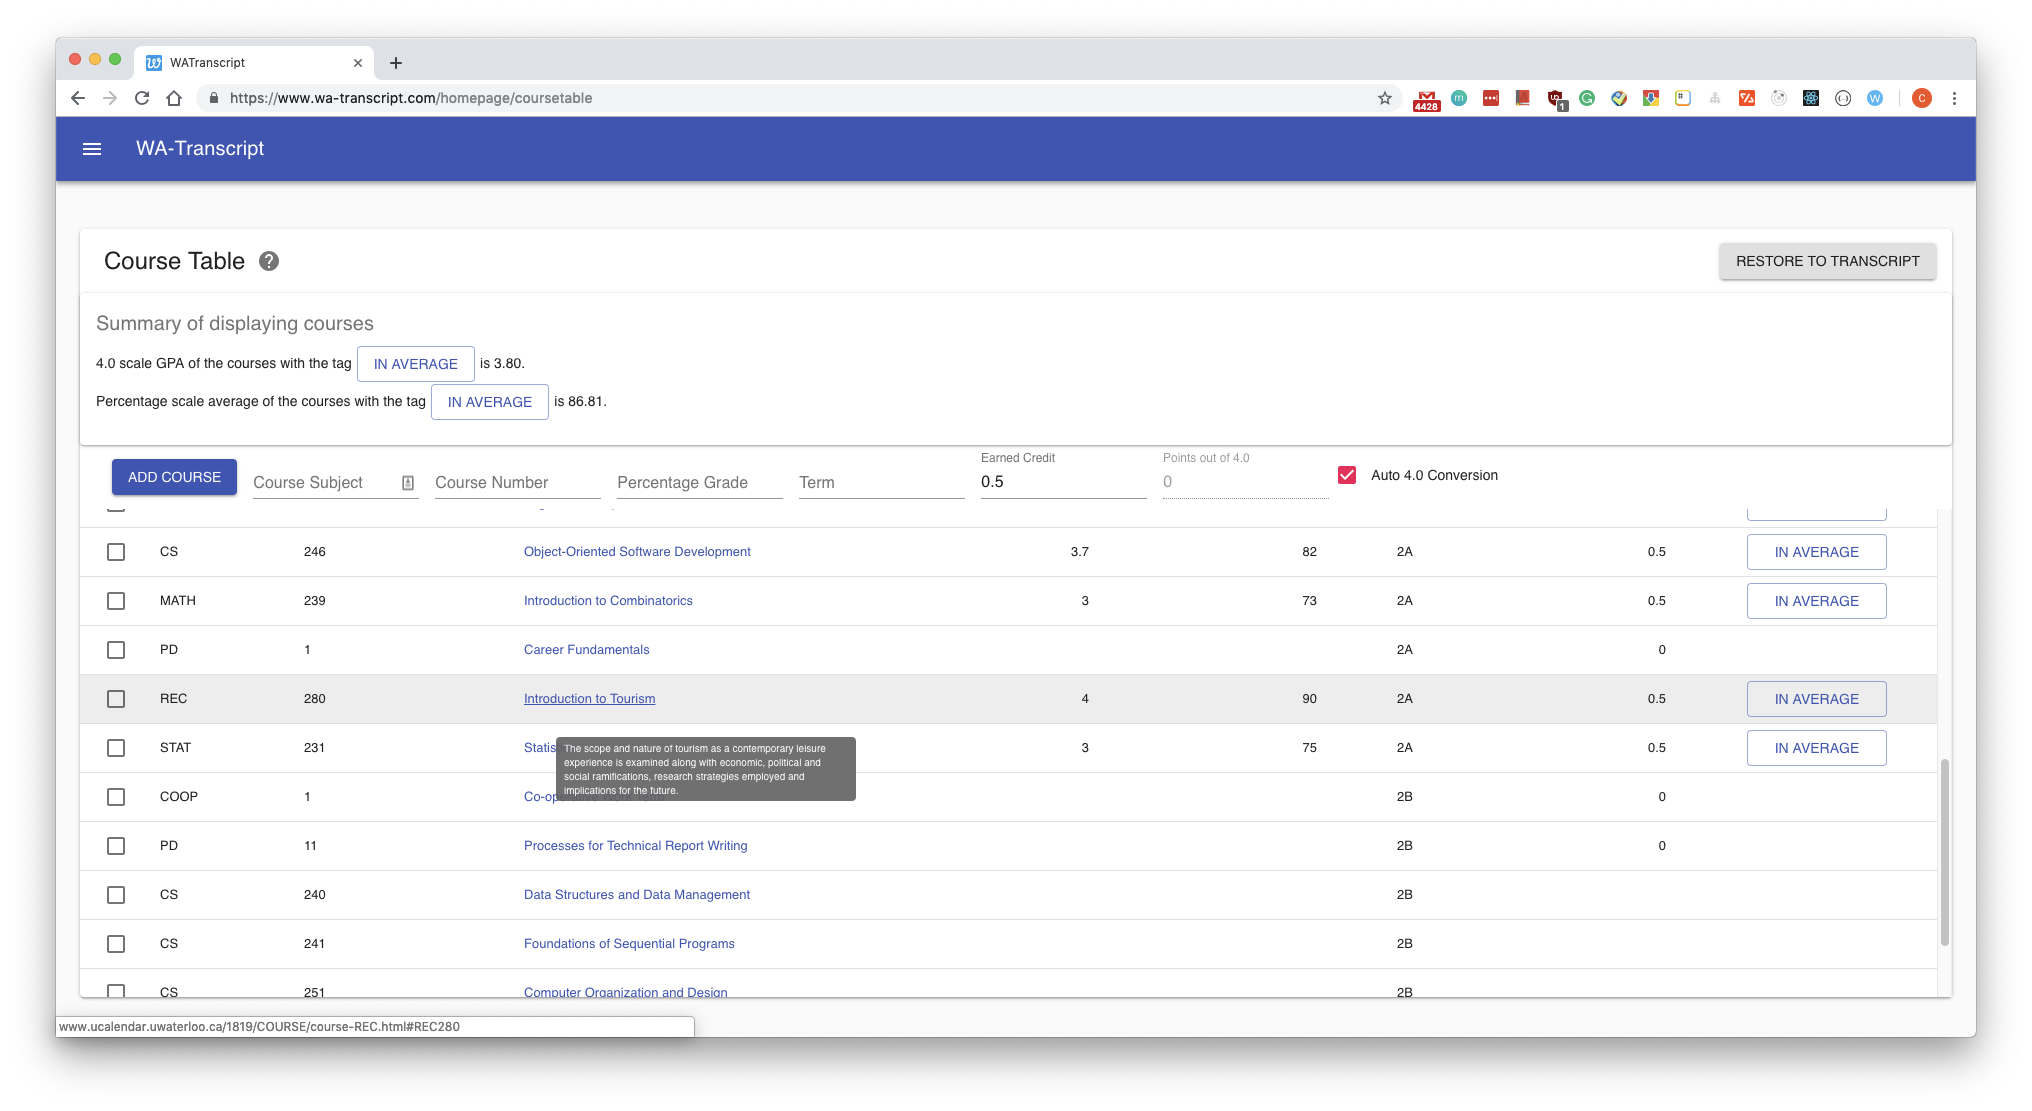 WATranscript
https://www.wa-transcript.com/homepage/coursetable
4428
1
C
WA-Transcript
Course Table ?
RESTORE TO TRANSCRIPT
Summary of displaying courses
4.0 scale GPA of the courses with the tag IN AVERAGE is 3.80.
Percentage scale average of the courses with the tag IN AVERAGE is 86.81.
ADD COURSE Course Subject Course Number Percentage Grade Term Earned Credit 0.5 Points out of 4.0 0 Auto 4.0 Conversion
CS 246 Object-Oriented Software Development 3.7 82 2A 0.5 IN AVERAGE
MATH 239 Introduction to Combinatorics 3 73 2A 0.5 IN AVERAGE
PD 1 Career Fundamentals 2A 0
REC 280 Introduction to Tourism 4 90 2A 0.5 IN AVERAGE
STAT 231 3 75 2A 0.5 IN AVERAGE
The scope and nature of tourism as a contemporary leisure
experience is examined along with economic, political and
social ramifications, research strategies employed and
implications for the future.
COOP 1 2B 0
PD 11 Processes for Technical Report Writing 2B 0
CS 240 Data Structures and Data Management 2B
CS 241 Foundations of Sequential Programs 2B
CS 251 Computer Organization and Design 2B
www.ucalendar.uwaterloo.ca/1819/COURSE/course-REC.html#REC280